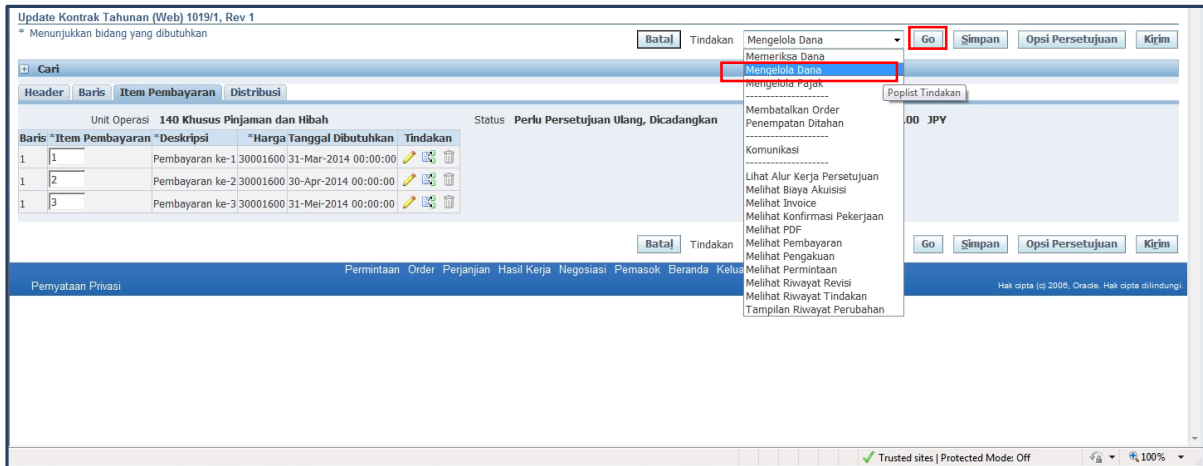 Update Kontrak Tahunan (Web) 1019/1, Rev 1
* Menunjukkan bidang yang dibutuhkan
Batal Tindakan Mengelola Dana Go Simpan Opsi Persetujuan Kirim
Memeriksa Dana
Mengelola Dana
Mengelola Pajak
--------------------
Membatalkan Order
Penempatan Ditahan
--------------------
Komunikasi
--------------------
Lihat Alur Kerja Persetujuan
Melihat Biaya Akuisisi
Melihat Invoice
Melihat Konfirmasi Pekerjaan
Melihat PDF
Melihat Pembayaran
Melihat Pengakuan
Melihat Permintaan
Melihat Riwayat Revisi
Melihat Riwayat Tindakan
Tampilan Riwayat Perubahan
Poplist Tindakan
Cari
Header Baris Item Pembayaran Distribusi
Unit Operasi 140 Khusus Pinjaman dan Hibah Status Perlu Persetujuan Ulang, Dicadangkan .00 JPY
Baris *Item Pembayaran *Deskripsi *Harga Tanggal Dibutuhkan Tindakan
1 1 Pembayaran ke-1 30001600 31-Mar-2014 00:00:00
1 2 Pembayaran ke-2 30001600 30-Apr-2014 00:00:00
1 3 Pembayaran ke-3 30001600 31-Mei-2014 00:00:00
Batal Tindakan Go Simpan Opsi Persetujuan Kirim
Permintaan Order Perjanjian Hasil Kerja Negosiasi Pemasok Beranda Kelua
Pernyataan Privasi Hak cipta (c) 2006, Oracle. Hak cipta dilindungi.
Trusted sites | Protected Mode: Off 100%